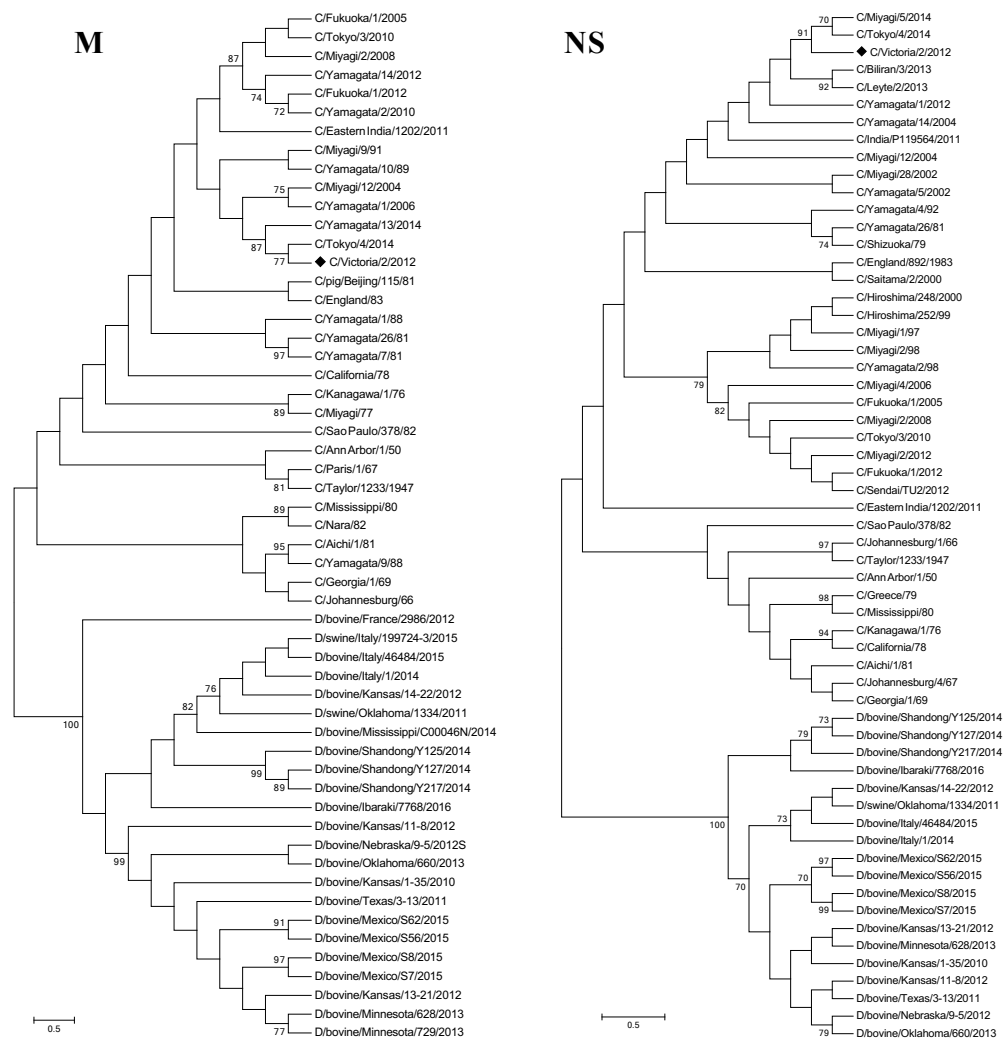 M
C/Fukuoka/1/2005
C/Tokyo/3/2010
C/Miyagi/2/2008
87
C/Yamagata/14/2012
74
C/Fukuoka/1/2012
72
C/Yamagata/2/2010
C/Eastern India/1202/2011
C/Miyagi/9/91
C/Yamagata/10/89
75
C/Miyagi/12/2004
C/Yamagata/1/2006
C/Yamagata/13/2014
87
C/Tokyo/4/2014
77
◆ C/Victoria/2/2012
C/pig/Beijing/115/81
C/England/83
C/Yamagata/1/88
C/Yamagata/26/81
97
C/Yamagata/7/81
C/California/78
C/Kanagawa/1/76
89
C/Miyagi/77
C/Sao Paulo/378/82
C/Ann Arbor/1/50
C/Paris/1/67
81
C/Taylor/1233/1947
89
C/Mississippi/80
C/Nara/82
95
C/Aichi/1/81
C/Yamagata/9/88
C/Georgia/1/69
C/Johannesburg/66
100
D/bovine/France/2986/2012
D/swine/Italy/199724-3/2015
D/bovine/Italy/46484/2015
D/bovine/Italy/1/2014
76
D/bovine/Kansas/14-22/2012
82
D/swine/Oklahoma/1334/2011
D/bovine/Mississippi/C00046N/2014
D/bovine/Shandong/Y125/2014
99
D/bovine/Shandong/Y127/2014
89
D/bovine/Shandong/Y217/2014
D/bovine/Ibaraki/7768/2016
D/bovine/Kansas/11-8/2012
99
D/bovine/Nebraska/9-5/2012S
D/bovine/Oklahoma/660/2013
D/bovine/Kansas/1-35/2010
D/bovine/Texas/3-13/2011
91
D/bovine/Mexico/S62/2015
D/bovine/Mexico/S56/2015
97
D/bovine/Mexico/S8/2015
D/bovine/Mexico/S7/2015
D/bovine/Kansas/13-21/2012
D/bovine/Minnesota/628/2013
77
D/bovine/Minnesota/729/2013
0.5
NS
70
C/Miyagi/5/2014
91
C/Tokyo/4/2014
◆ C/Victoria/2/2012
C/Biliran/3/2013
92
C/Leyte/2/2013
C/Yamagata/1/2012
C/Yamagata/14/2004
C/India/P119564/2011
C/Miyagi/12/2004
C/Miyagi/28/2002
C/Yamagata/5/2002
C/Yamagata/4/92
C/Yamagata/26/81
74
C/Shizuoka/79
C/England/892/1983
C/Saitama/2/2000
C/Hiroshima/248/2000
C/Hiroshima/252/99
C/Miyagi/1/97
C/Miyagi/2/98
C/Yamagata/2/98
79
C/Miyagi/4/2006
82
C/Fukuoka/1/2005
C/Miyagi/2/2008
C/Tokyo/3/2010
C/Miyagi/2/2012
C/Fukuoka/1/2012
C/Sendai/TU2/2012
C/Eastern India/1202/2011
C/Sao Paulo/378/82
97
C/Johannesburg/1/66
C/Taylor/1233/1947
C/Ann Arbor/1/50
98
C/Greece/79
C/Mississippi/80
94
C/Kanagawa/1/76
C/California/78
C/Aichi/1/81
C/Johannesburg/4/67
C/Georgia/1/69
73
D/bovine/Shandong/Y125/2014
79
D/bovine/Shandong/Y127/2014
D/bovine/Shandong/Y217/2014
D/bovine/Ibaraki/7768/2016
100
D/bovine/Kansas/14-22/2012
D/swine/Oklahoma/1334/2011
73
D/bovine/Italy/46484/2015
D/bovine/Italy/1/2014
70
97
D/bovine/Mexico/S62/2015
70
D/bovine/Mexico/S56/2015
D/bovine/Mexico/S8/2015
99
D/bovine/Mexico/S7/2015
D/bovine/Kansas/13-21/2012
D/bovine/Minnesota/628/2013
D/bovine/Kansas/1-35/2010
D/bovine/Kansas/11-8/2012
D/bovine/Texas/3-13/2011
D/bovine/Nebraska/9-5/2012
79
D/bovine/Oklahoma/660/2013
0.5